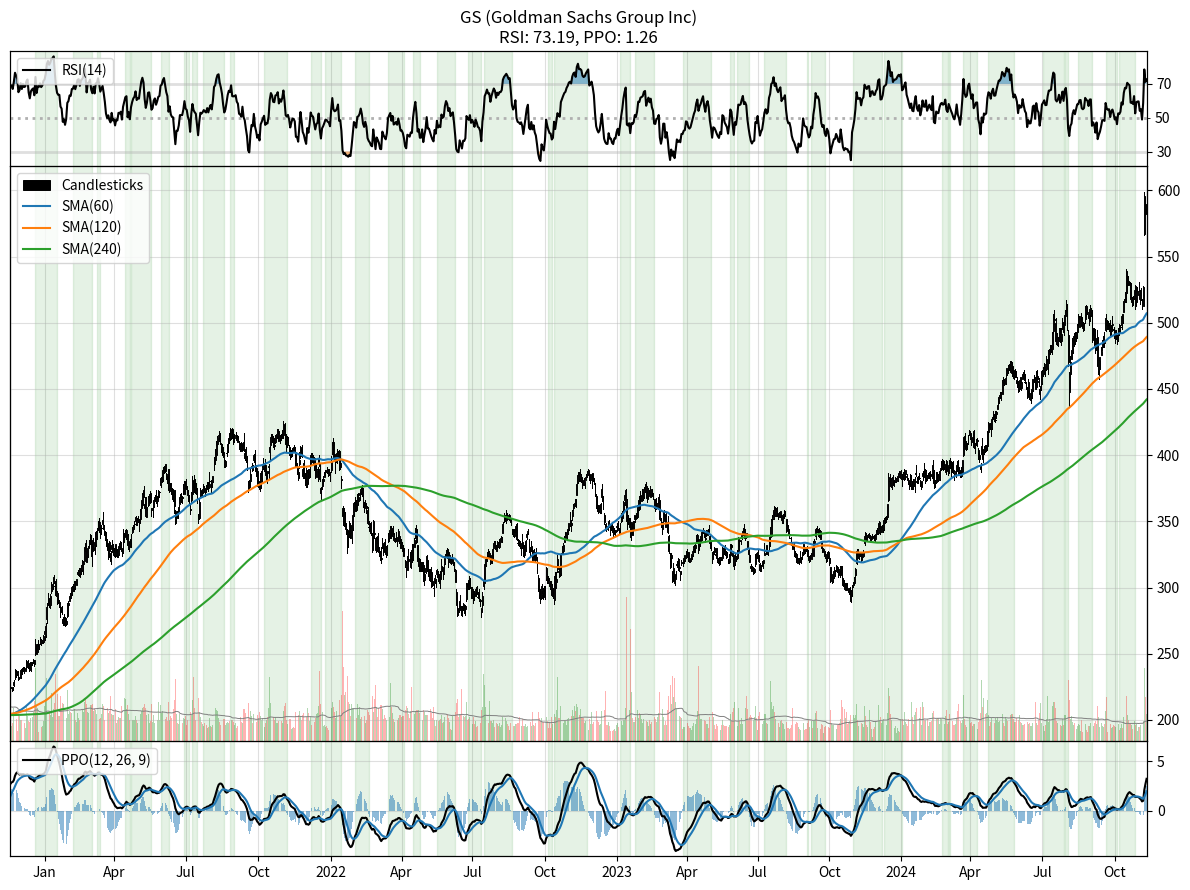 GS (Goldman Sachs Group Inc)
RSI: 73.19, PPO: 1.26
RSI(14)
70
50
30
Candlesticks
SMA(60)
SMA(120)
SMA(240)
600
550
500
450
400
350
300
250
200
PPO(12, 26, 9)
5
0
Jan Apr Jul Oct 2022 Apr Jul Oct 2023 Apr Jul Oct 2024 Apr Jul Oct